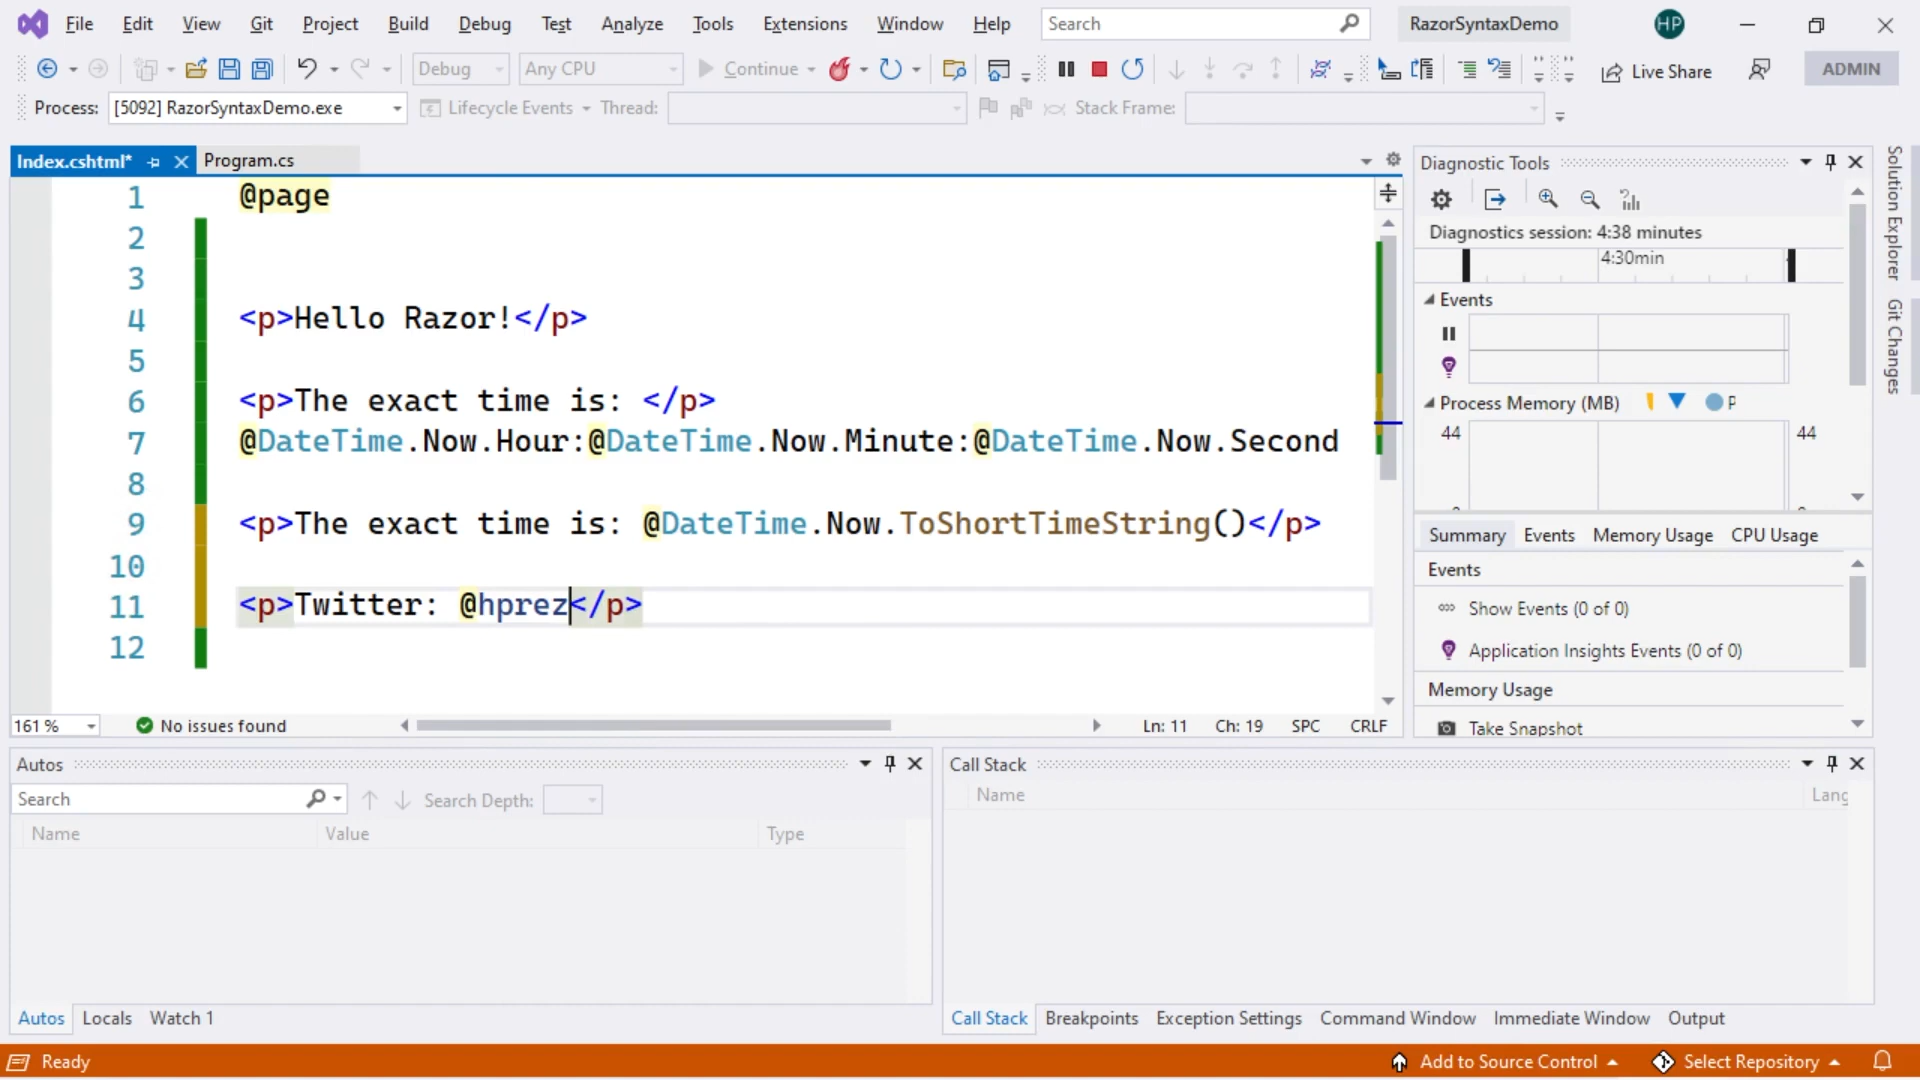 File Edit View Git Project Build Debug Test Analyze Tools Extensions Window Help Search RazorSyntaxDemo HP
Debug Any CPU Continue Live Share ADMIN
Process: [5092] RazorSyntaxDemo.exe Lifecycle Events Thread: Stack Frame:
Index.cshtml* Program.cs
1 @page
2
3
4 <p>Hello Razor!</p>
5
6 <p>The exact time is: </p>
7 @DateTime.Now.Hour:@DateTime.Now.Minute:@DateTime.Now.Second
8
9 <p>The exact time is: @DateTime.Now.ToShortTimeString()</p>
10
11 <p>Twitter: @hprez</p>
12
161 % No issues found Ln: 11 Ch: 19 SPC CRLF
Diagnostic Tools
Diagnostics session: 4:38 minutes
4:30min
Events
Process Memory (MB) P
44 44
Summary Events Memory Usage CPU Usage
Events
Show Events (0 of 0)
Application Insights Events (0 of 0)
Memory Usage
Take Snapshot
Solution Explorer
Git Changes
Autos
Search Search Depth:
Name Value Type
Autos Locals Watch 1
Call Stack
Name Lang
Call Stack Breakpoints Exception Settings Command Window Immediate Window Output
Ready Add to Source Control Select Repository